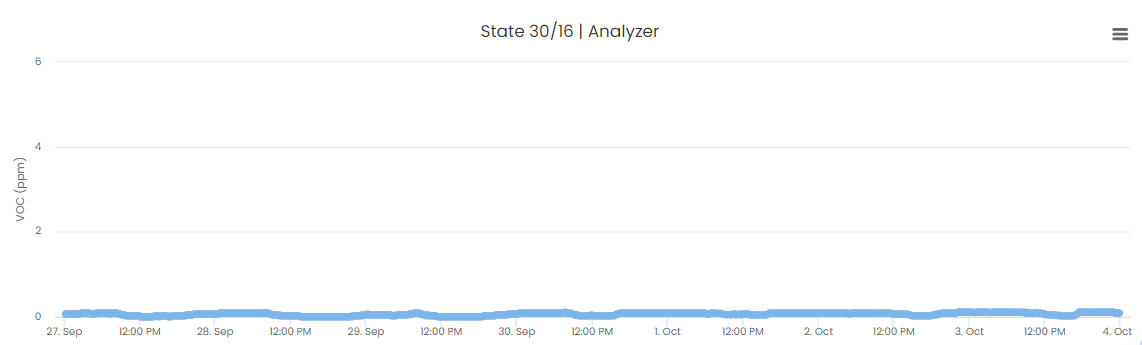 State 30/16 | Analyzer
6
4
2
0
VOC (ppm)
27. Sep 12:00 PM 28. Sep 12:00 PM 29. Sep 12:00 PM 30. Sep 12:00 PM 1. Oct 12:00 PM 2. Oct 12:00 PM 3. Oct 12:00 PM 4. Oct